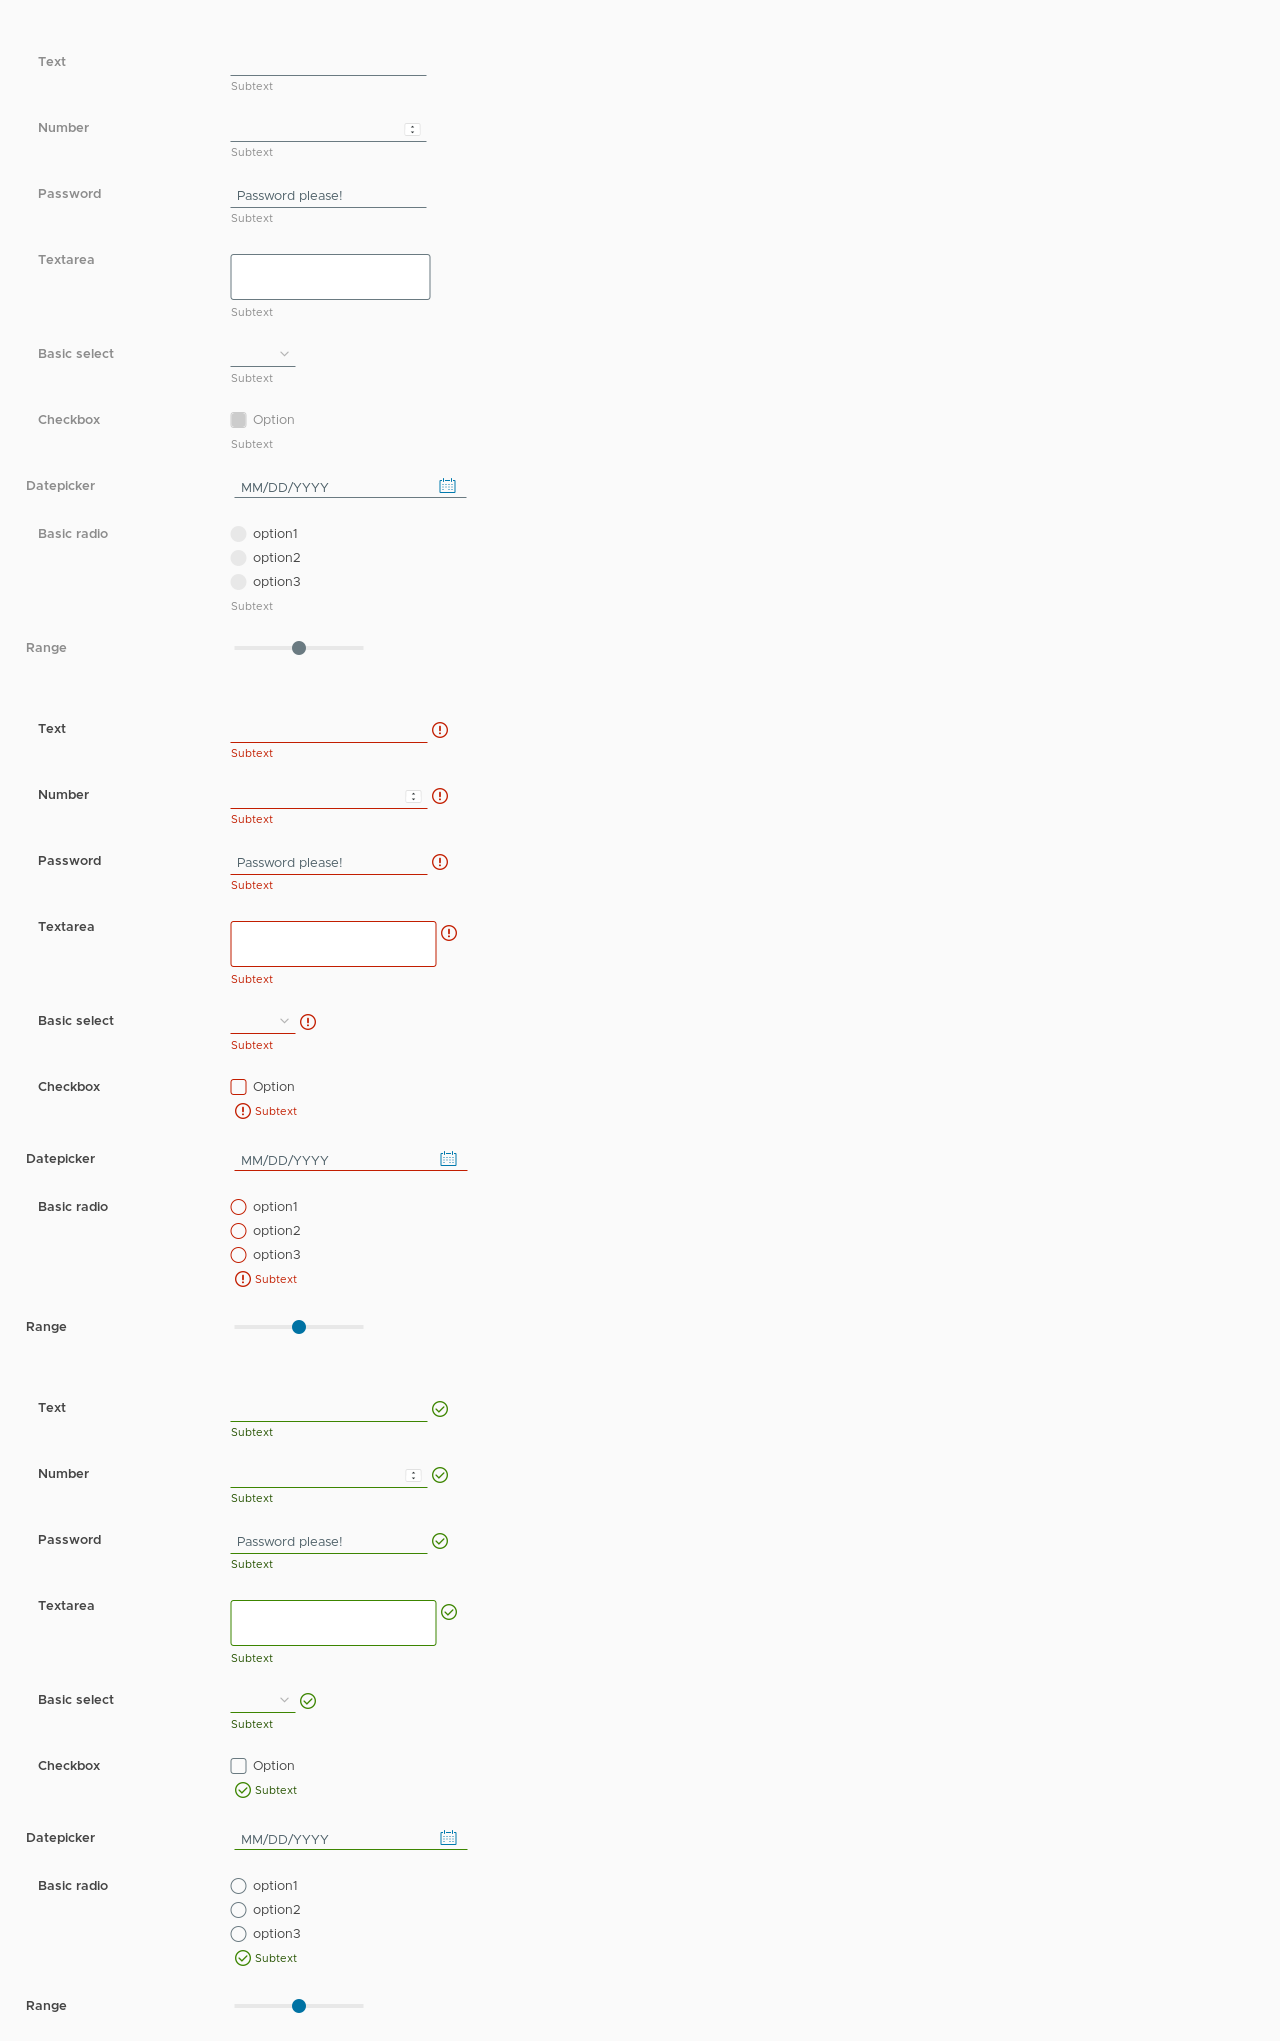 Text
Subtext
Number
Subtext
Password Password please!
Subtext
Textarea
Subtext
Basic select
Subtext
Checkbox Option
Subtext
Datepicker MM/DD/YYYY
Basic radio option1
option2
option3
Subtext
Range
Text
Subtext
Number
Subtext
Password Password please!
Subtext
Textarea
Subtext
Basic select
Subtext
Checkbox Option
Subtext
Datepicker MM/DD/YYYY
Basic radio option1
option2
option3
Subtext
Range
Text
Subtext
Number
Subtext
Password Password please!
Subtext
Textarea
Subtext
Basic select
Subtext
Checkbox Option
Subtext
Datepicker MM/DD/YYYY
Basic radio option1
option2
option3
Subtext
Range